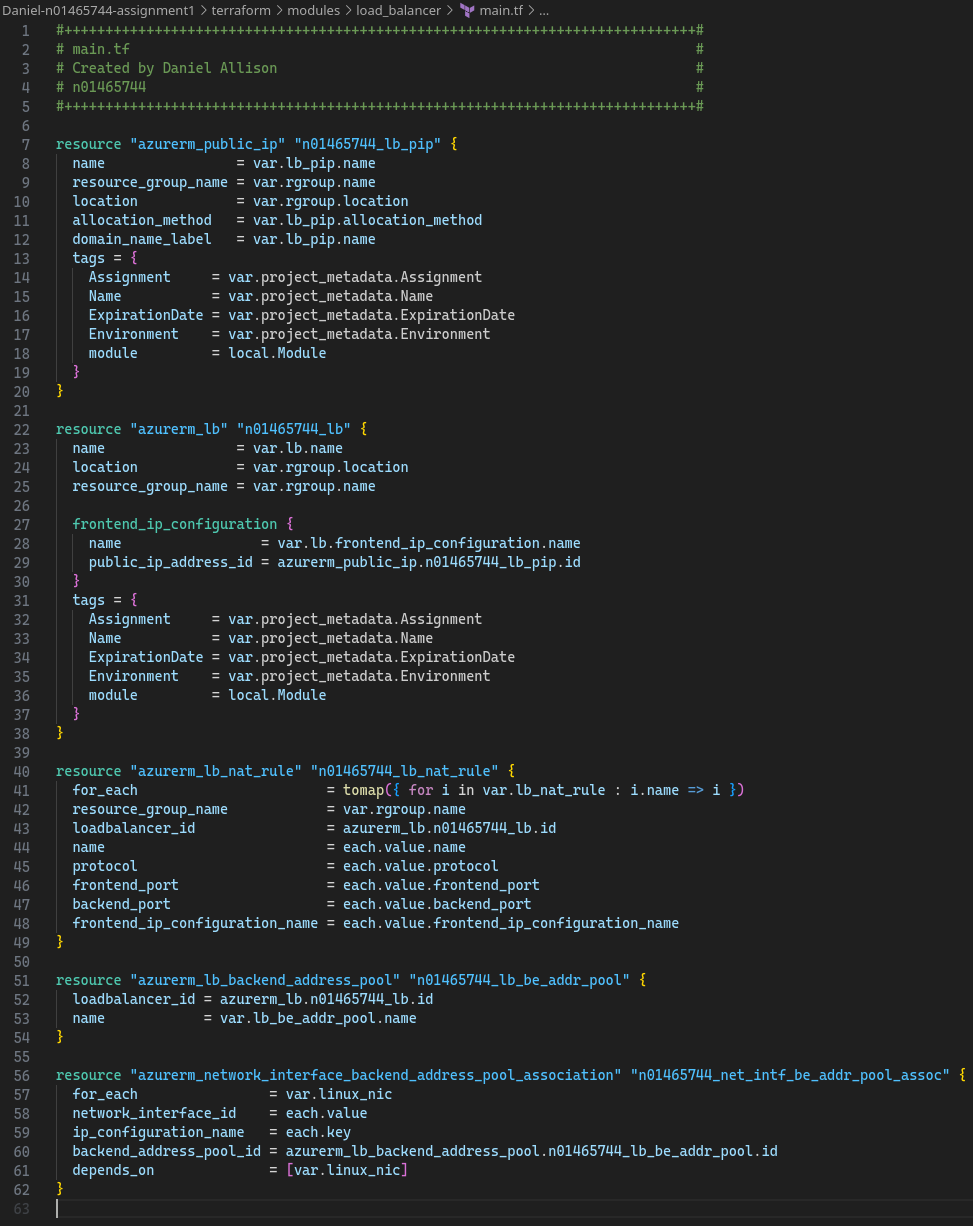 Daniel-n01465744-assignment1 > terraform > modules > load_balancer > main.tf > ...
1 #+++++++++++++++++++++++++++++++++++++++++++++++++++++++++++++++++++++++++++++#
2 # main.tf                                                                     #
3 # Created by Daniel Allison                                                   #
4 # n01465744                                                                   #
5 #+++++++++++++++++++++++++++++++++++++++++++++++++++++++++++++++++++++++++++++#
6
7 resource "azurerm_public_ip" "n01465744_lb_pip" {
8   name                = var.lb_pip.name
9   resource_group_name = var.rgroup.name
10   location            = var.rgroup.location
11   allocation_method   = var.lb_pip.allocation_method
12   domain_name_label   = var.lb_pip.name
13   tags = {
14     Assignment     = var.project_metadata.Assignment
15     Name           = var.project_metadata.Name
16     ExpirationDate = var.project_metadata.ExpirationDate
17     Environment    = var.project_metadata.Environment
18     module         = local.Module
19   }
20 }
21
22 resource "azurerm_lb" "n01465744_lb" {
23   name                = var.lb.name
24   location            = var.rgroup.location
25   resource_group_name = var.rgroup.name
26
27   frontend_ip_configuration {
28     name                 = var.lb.frontend_ip_configuration.name
29     public_ip_address_id = azurerm_public_ip.n01465744_lb_pip.id
30   }
31   tags = {
32     Assignment     = var.project_metadata.Assignment
33     Name           = var.project_metadata.Name
34     ExpirationDate = var.project_metadata.ExpirationDate
35     Environment    = var.project_metadata.Environment
36     module         = local.Module
37   }
38 }
39
40 resource "azurerm_lb_nat_rule" "n01465744_lb_nat_rule" {
41   for_each                       = tomap({ for i in var.lb_nat_rule : i.name => i })
42   resource_group_name            = var.rgroup.name
43   loadbalancer_id                = azurerm_lb.n01465744_lb.id
44   name                           = each.value.name
45   protocol                       = each.value.protocol
46   frontend_port                  = each.value.frontend_port
47   backend_port                   = each.value.backend_port
48   frontend_ip_configuration_name = each.value.frontend_ip_configuration_name
49 }
50
51 resource "azurerm_lb_backend_address_pool" "n01465744_lb_be_addr_pool" {
52   loadbalancer_id = azurerm_lb.n01465744_lb.id
53   name            = var.lb_be_addr_pool.name
54 }
55
56 resource "azurerm_network_interface_backend_address_pool_association" "n01465744_net_intf_be_addr_pool_assoc" {
57   for_each                = var.linux_nic
58   network_interface_id    = each.value
59   ip_configuration_name   = each.key
60   backend_address_pool_id = azurerm_lb_backend_address_pool.n01465744_lb_be_addr_pool.id
61   depends_on              = [var.linux_nic]
62 }
63